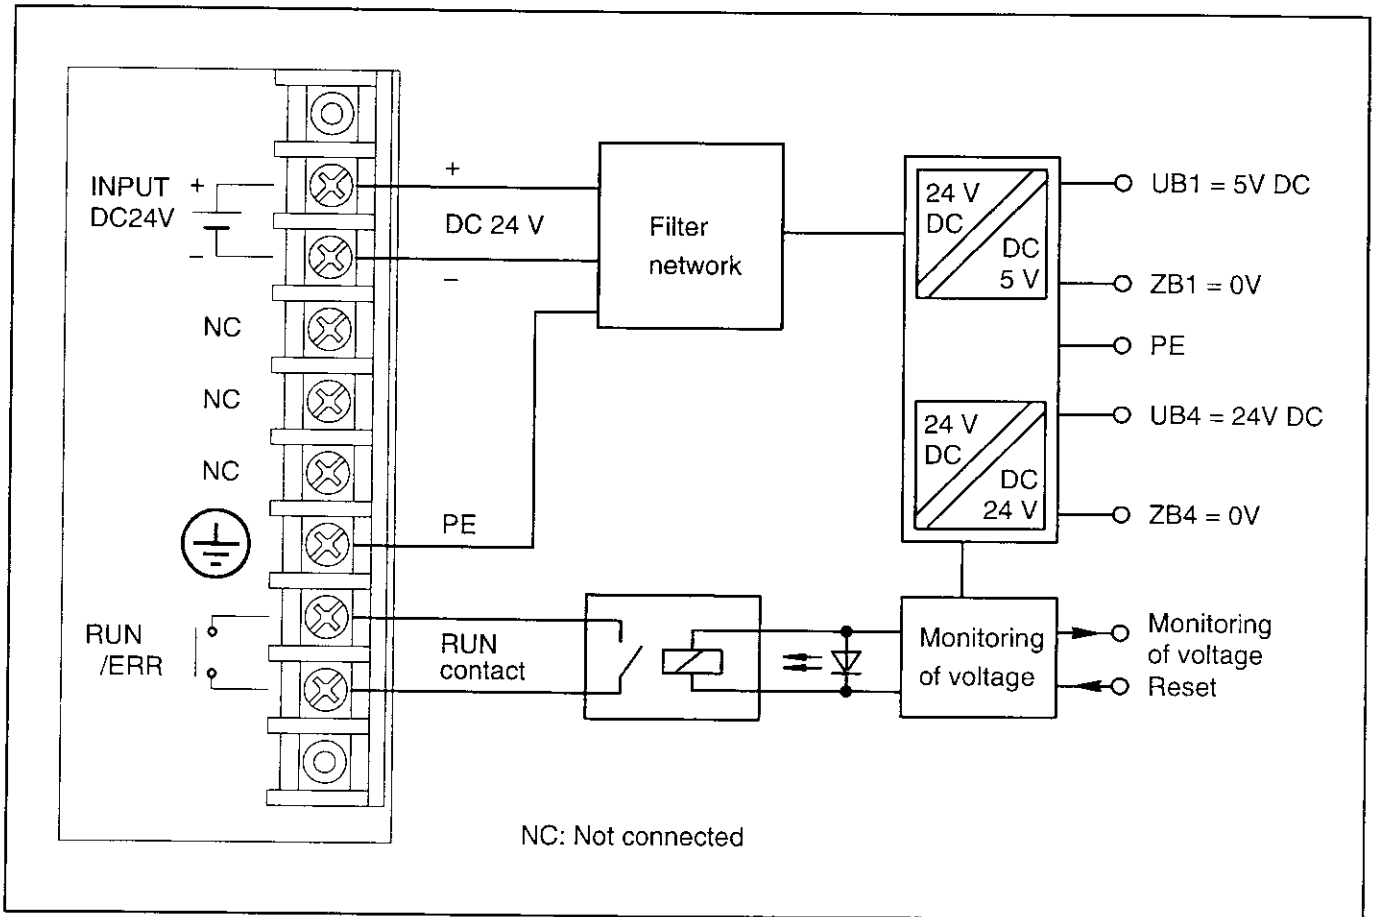 INPUT +
DC24V
–
NC
NC
NC
RUN
/ERR
+
DC 24 V
–
PE
RUN
contact
Filter
network
24 V
DC
DC
5 V
24 V
DC
DC
24 V
UB1 = 5V DC
ZB1 = 0V
PE
UB4 = 24V DC
ZB4 = 0V
Monitoring
of voltage
Monitoring
of voltage
Reset
NC: Not connected